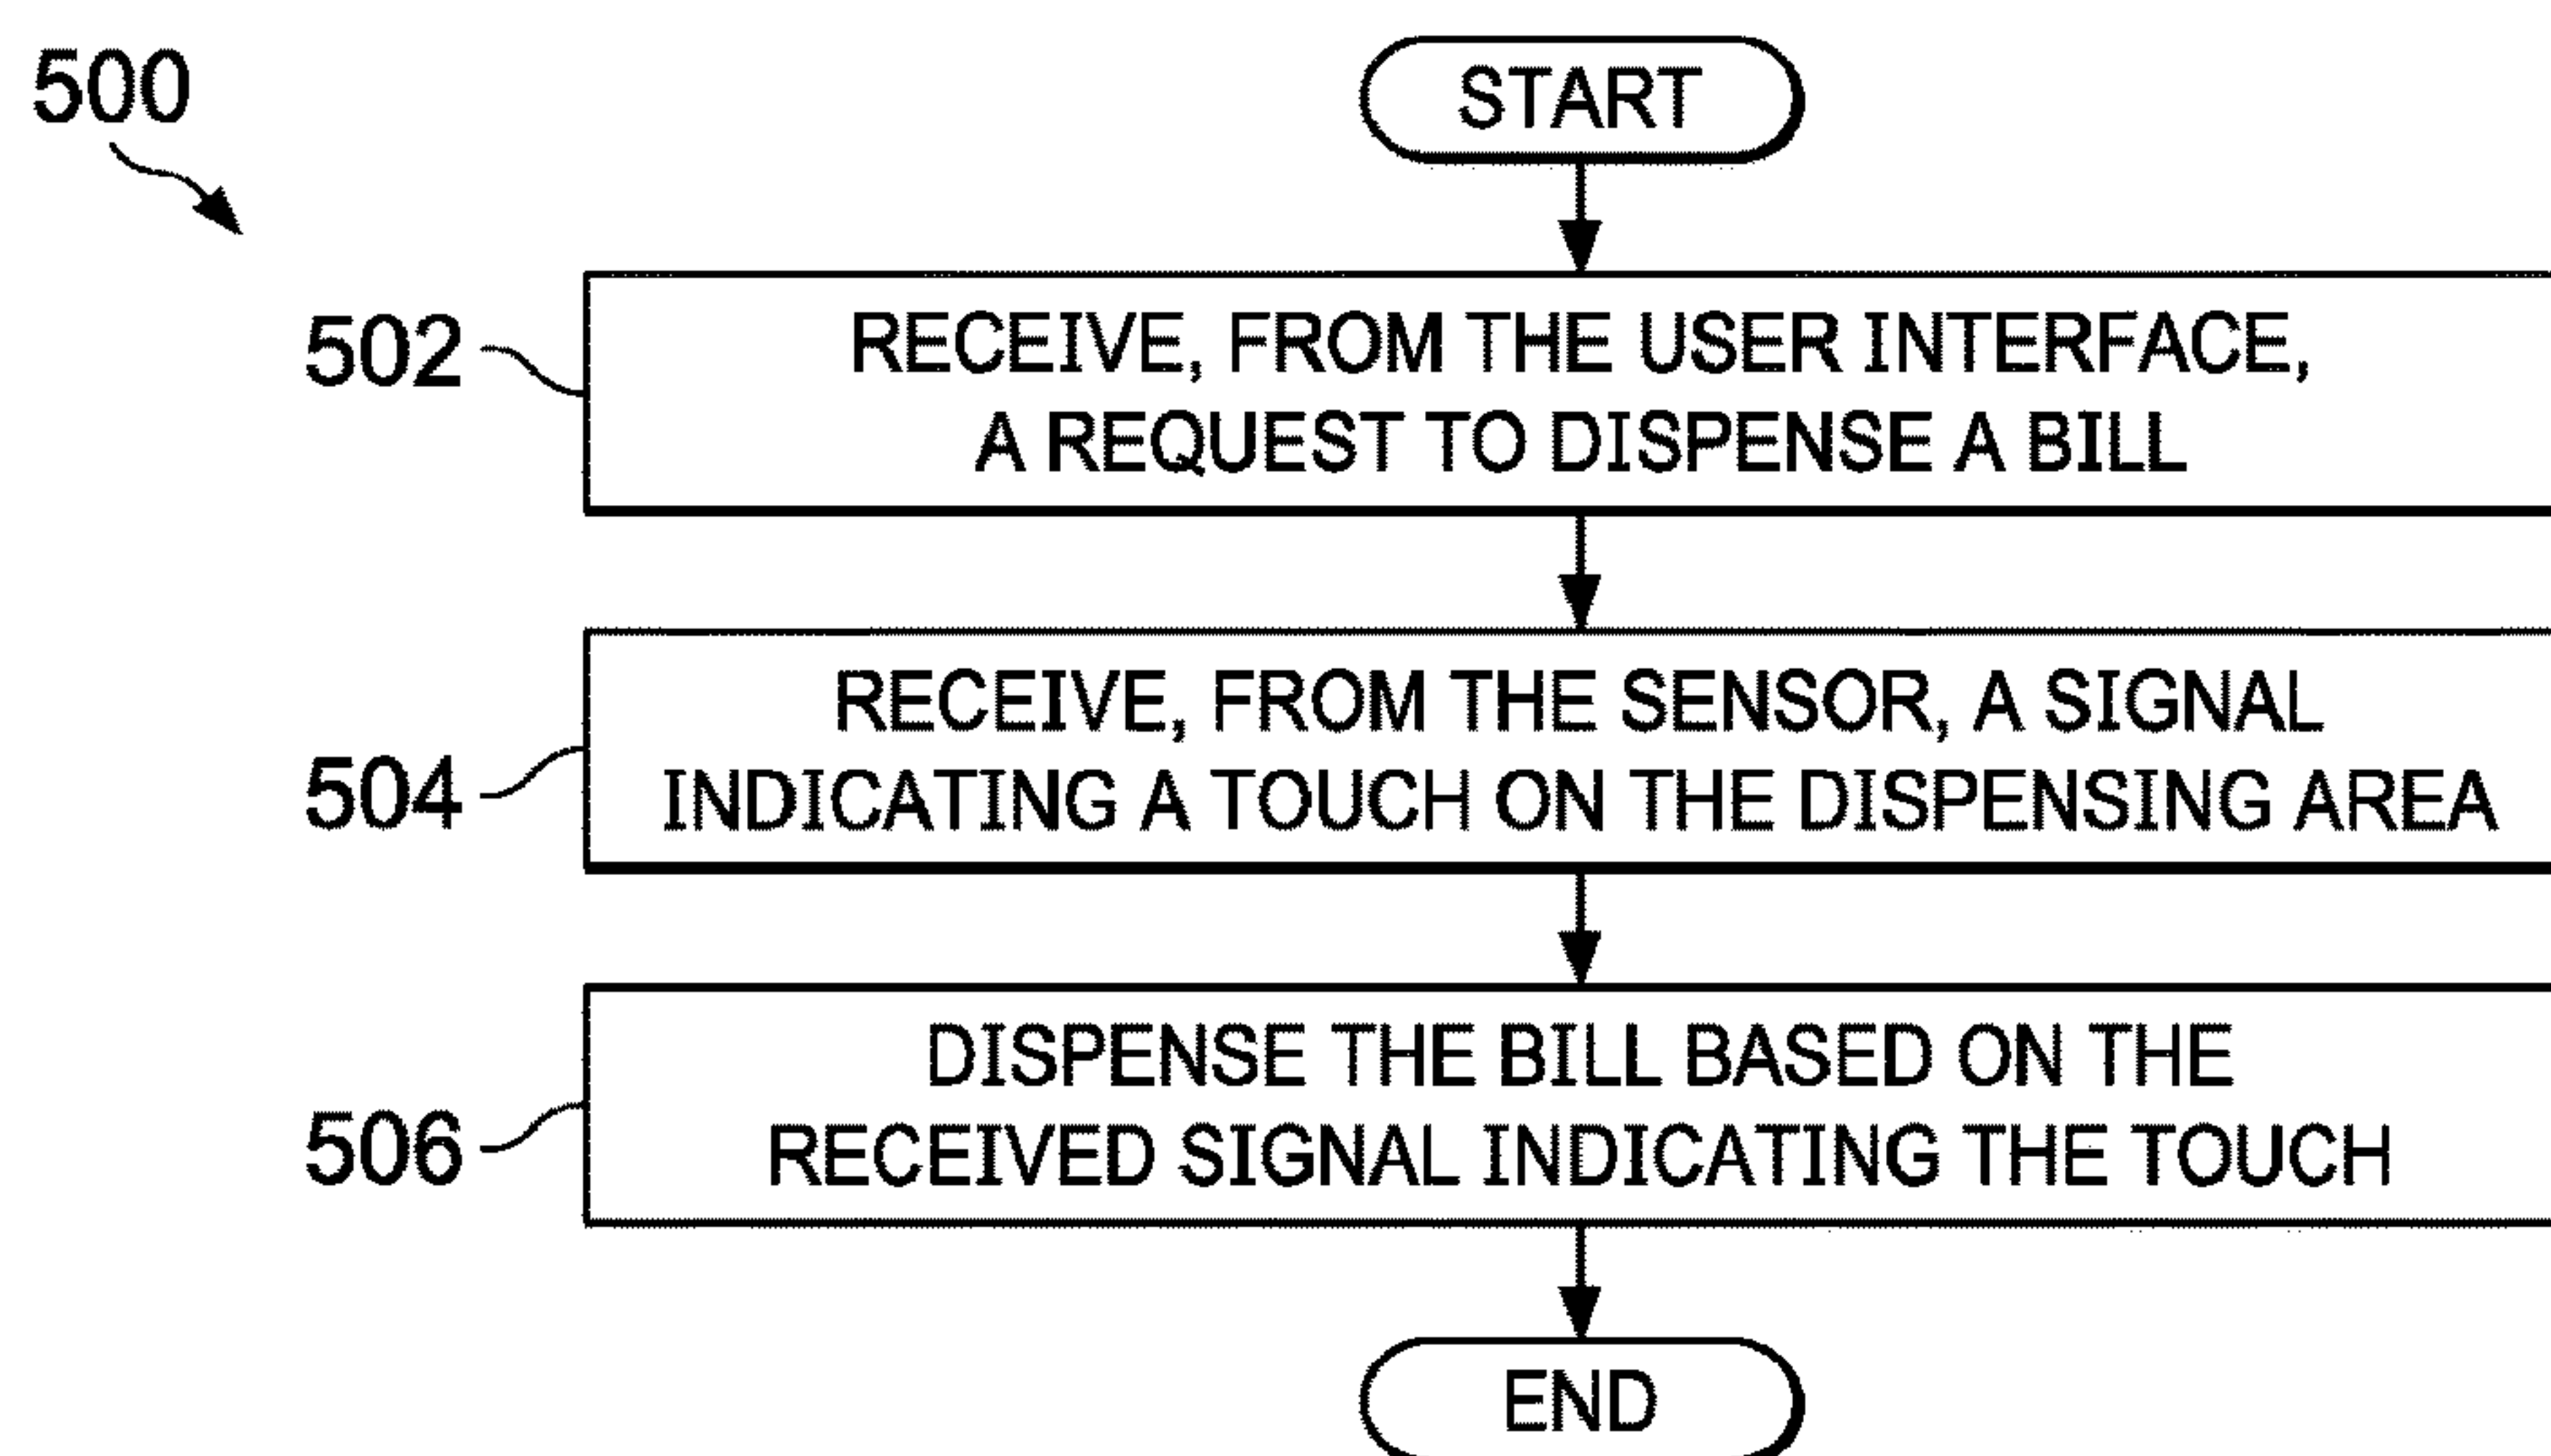 500
START
502
RECEIVE, FROM THE USER INTERFACE,
A REQUEST TO DISPENSE A BILL
504
RECEIVE, FROM THE SENSOR, A SIGNAL
INDICATING A TOUCH ON THE DISPENSING AREA
506
DISPENSE THE BILL BASED ON THE
RECEIVED SIGNAL INDICATING THE TOUCH
END